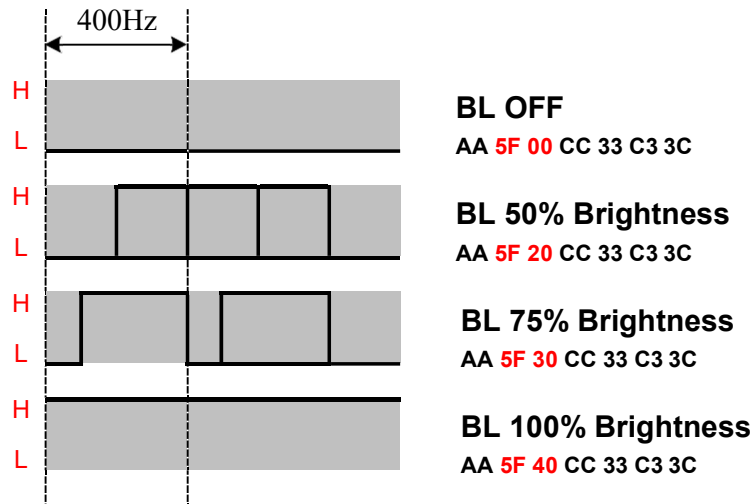 400Hz
H
L
BL OFF
AA 5F 00 CC 33 C3 3C
H
L
BL 50% Brightness
AA 5F 20 CC 33 C3 3C
H
L
BL 75% Brightness
AA 5F 30 CC 33 C3 3C
H
L
BL 100% Brightness
AA 5F 40 CC 33 C3 3C